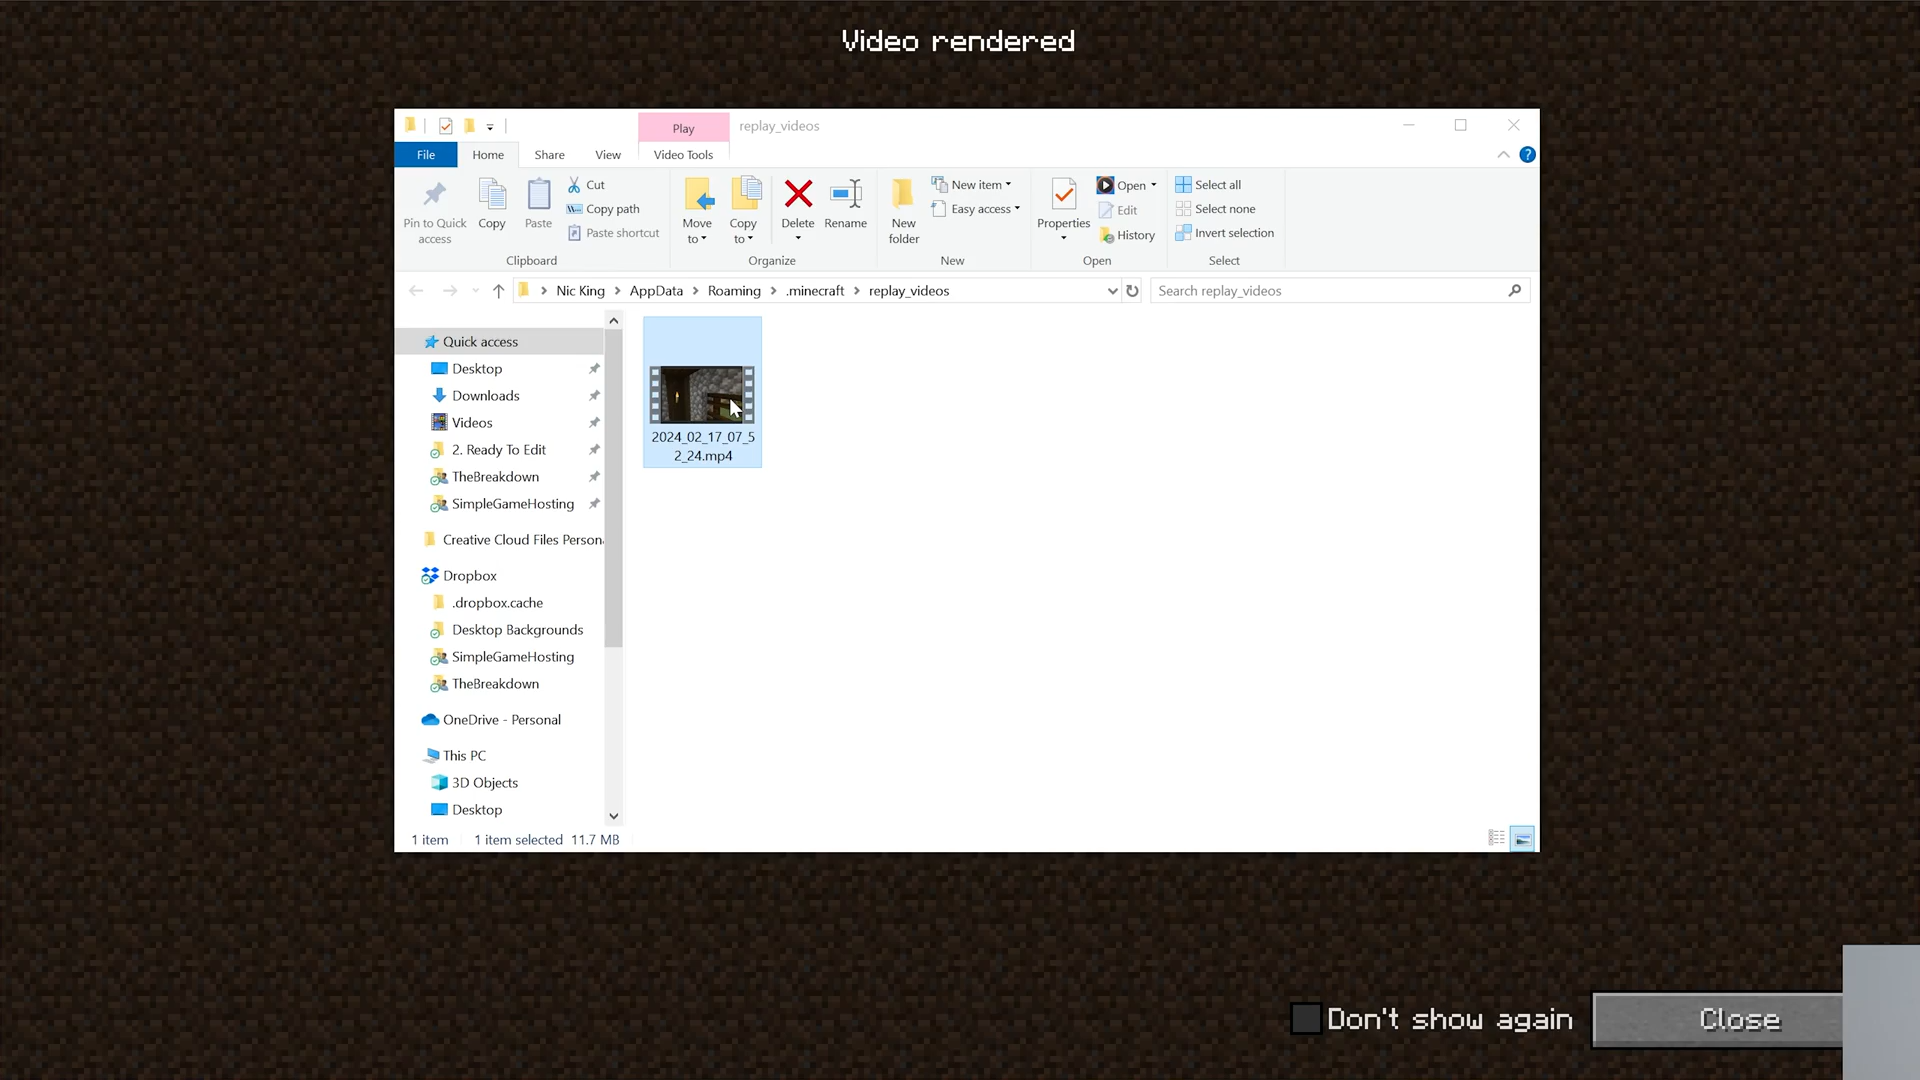 Video rendered
Play
replay_videos
File
Home
Share
View
Video Tools
Pin to Quick
access
Copy
Paste
Cut
Copy path
Paste shortcut
Clipboard
Move
to
Copy
to
Delete
Rename
Organize
New
folder
New item
Easy access
New
Properties
Open
Edit
History
Open
Select all
Select none
Invert selection
Select
Nic King
AppData
Roaming
.minecraft
replay_videos
Search replay_videos
Quick access
Desktop
Downloads
Videos
2. Ready To Edit
TheBreakdown
SimpleGameHosting
Creative Cloud Files Person
Dropbox
.dropbox.cache
Desktop Backgrounds
SimpleGameHosting
TheBreakdown
OneDrive - Personal
This PC
3D Objects
Desktop
2024_02_17_07_5
2_24.mp4
1 item
1 item selected 11.7 MB
Don't show again
Close